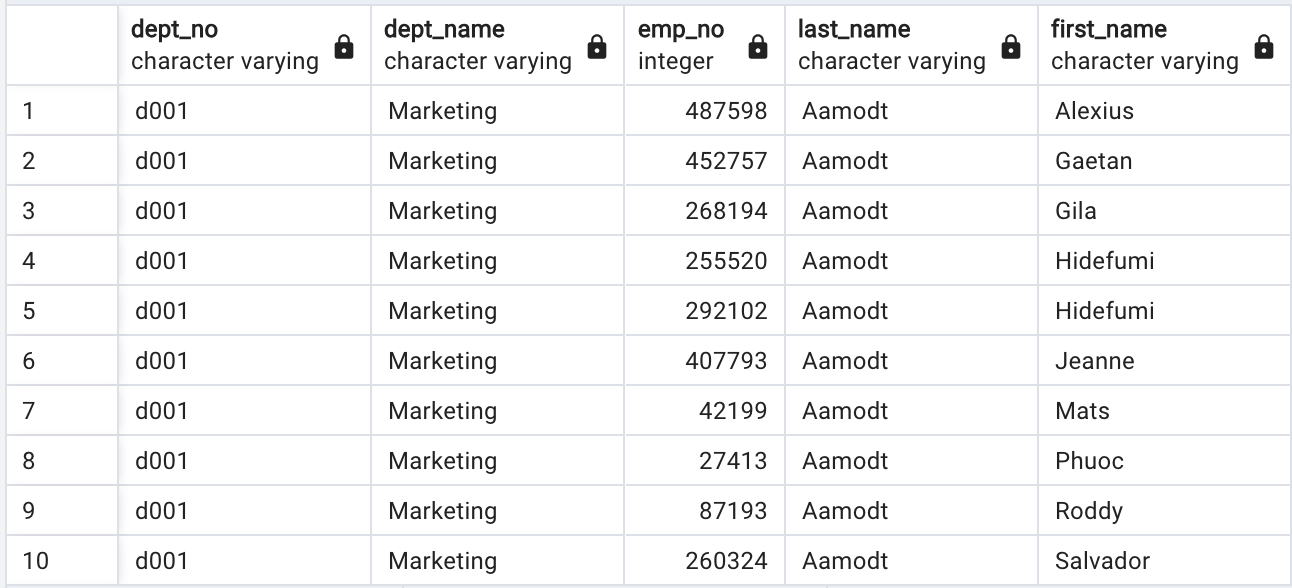 dept_no dept_name emp_no last_name first_name
character varying character varying integer character varying character varying
1 d001 Marketing 487598 Aamodt Alexius
2 d001 Marketing 452757 Aamodt Gaetan
3 d001 Marketing 268194 Aamodt Gila
4 d001 Marketing 255520 Aamodt Hidefumi
5 d001 Marketing 292102 Aamodt Hidefumi
6 d001 Marketing 407793 Aamodt Jeanne
7 d001 Marketing 42199 Aamodt Mats
8 d001 Marketing 27413 Aamodt Phuoc
9 d001 Marketing 87193 Aamodt Roddy
10 d001 Marketing 260324 Aamodt Salvador